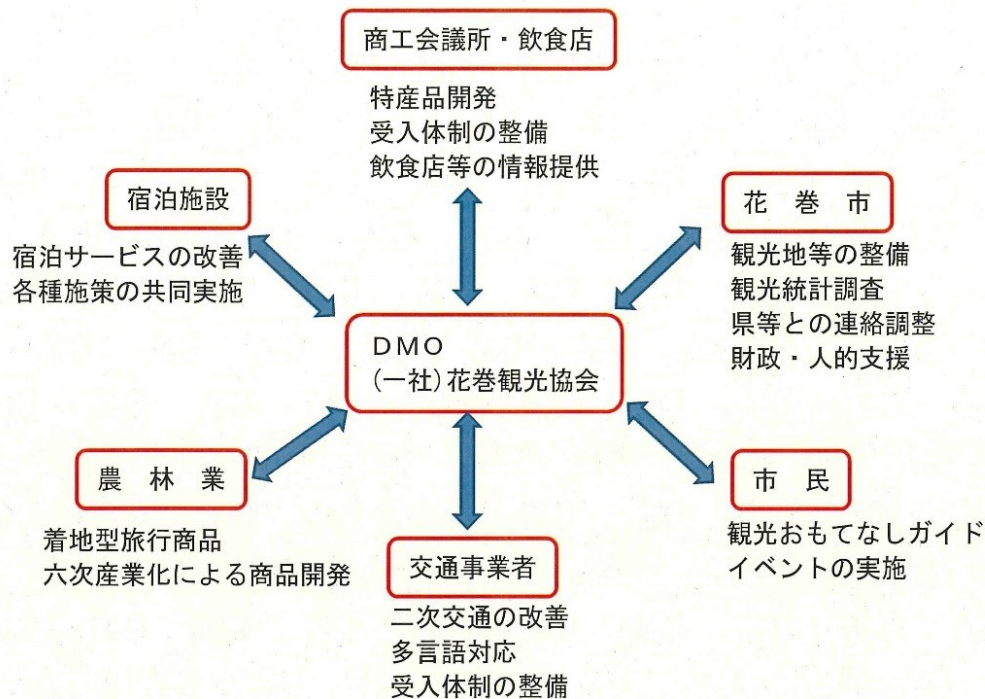 商工会議所・飲食店
特産品開発
受入体制の整備
飲食店等の情報提供
宿泊施設
宿泊サービスの改善
各種施策の共同実施
花 巻 市
観光地等の整備
観光統計調査
県等との連絡調整
財政・人的支援
DMO
(一社)花巻観光協会
農 林 業
着地型旅行商品
六次産業化による商品開発
交通事業者
二次交通の改善
多言語対応
受入体制の整備
市 民
観光おもてなしガイド
イベントの実施